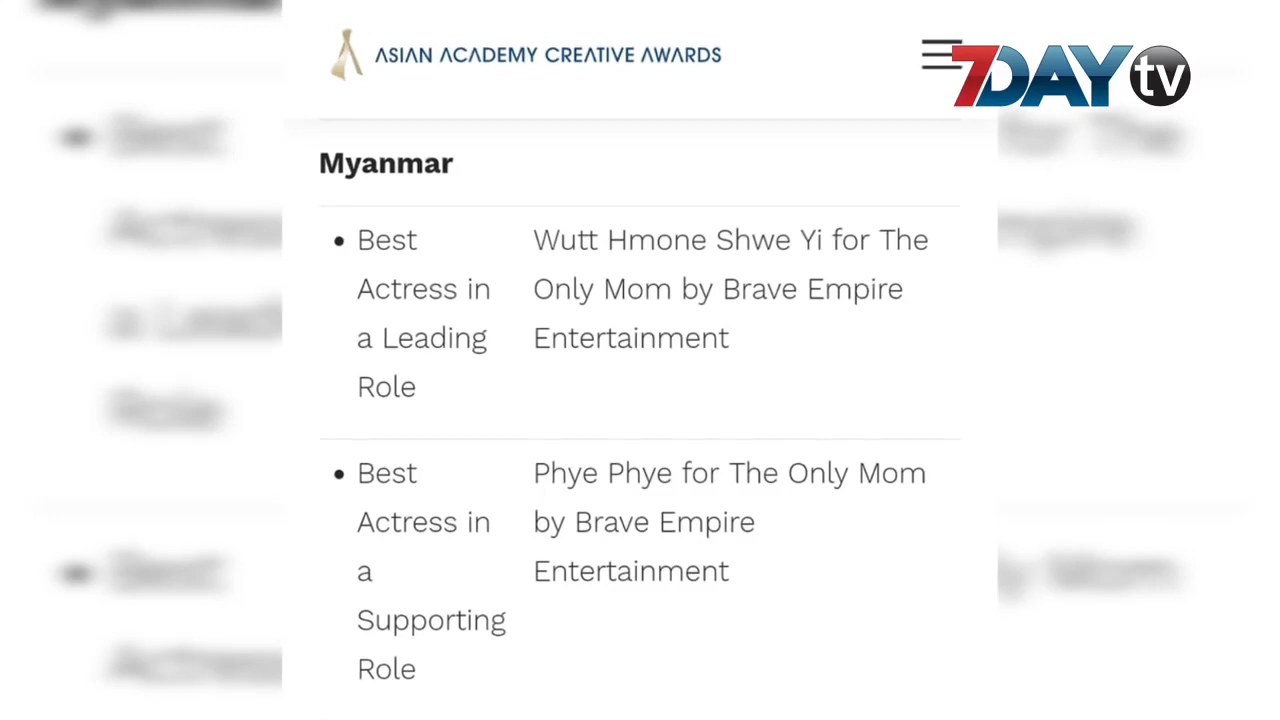 ASIAN ACADEMY CREATIVE AWARDS
7DAY tv
Myanmar
• Best Actress in a Leading Role
Wutt Hmone Shwe Yi for The
Only Mom by Brave Empire
Entertainment
• Best Actress in a Supporting Role
Phye Phye for The Only Mom
by Brave Empire
Entertainment